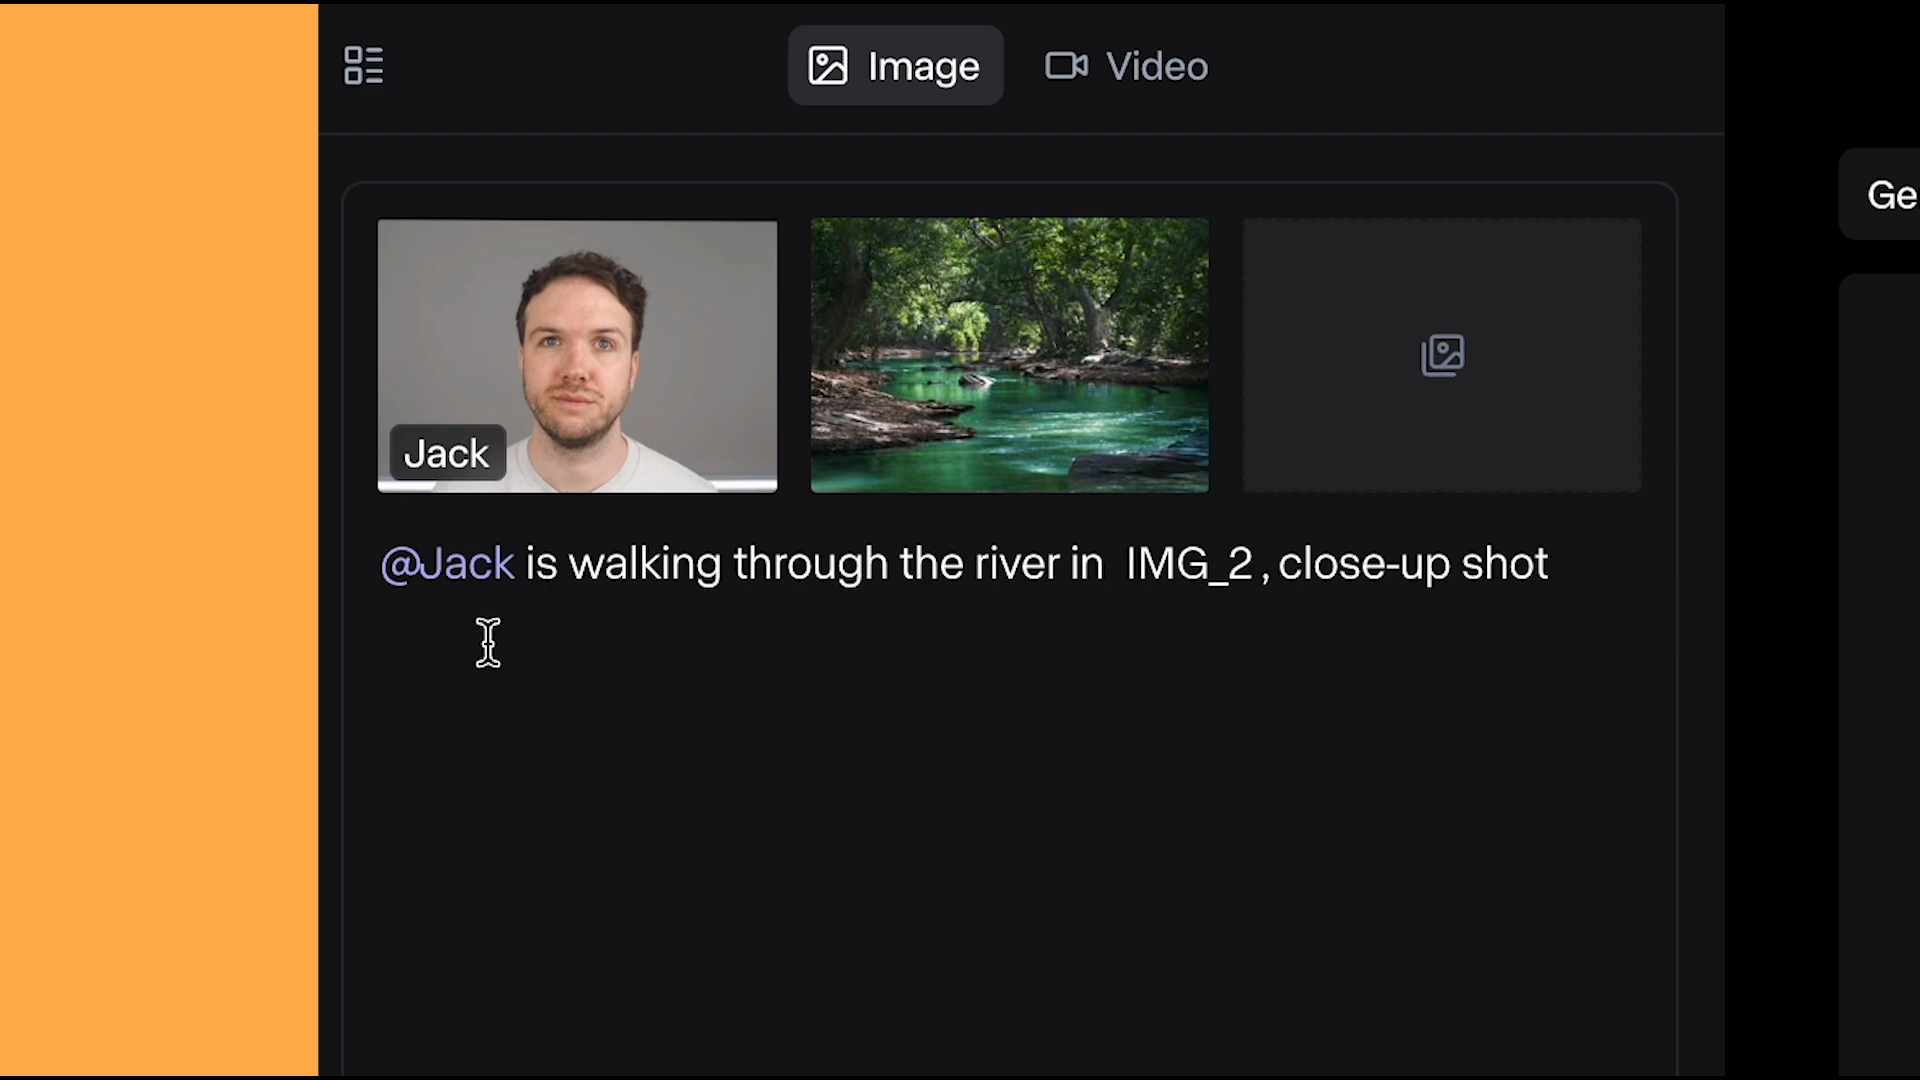 Image Video
Ge
Jack
@Jack is walking through the river in IMG_2 , close-up shot